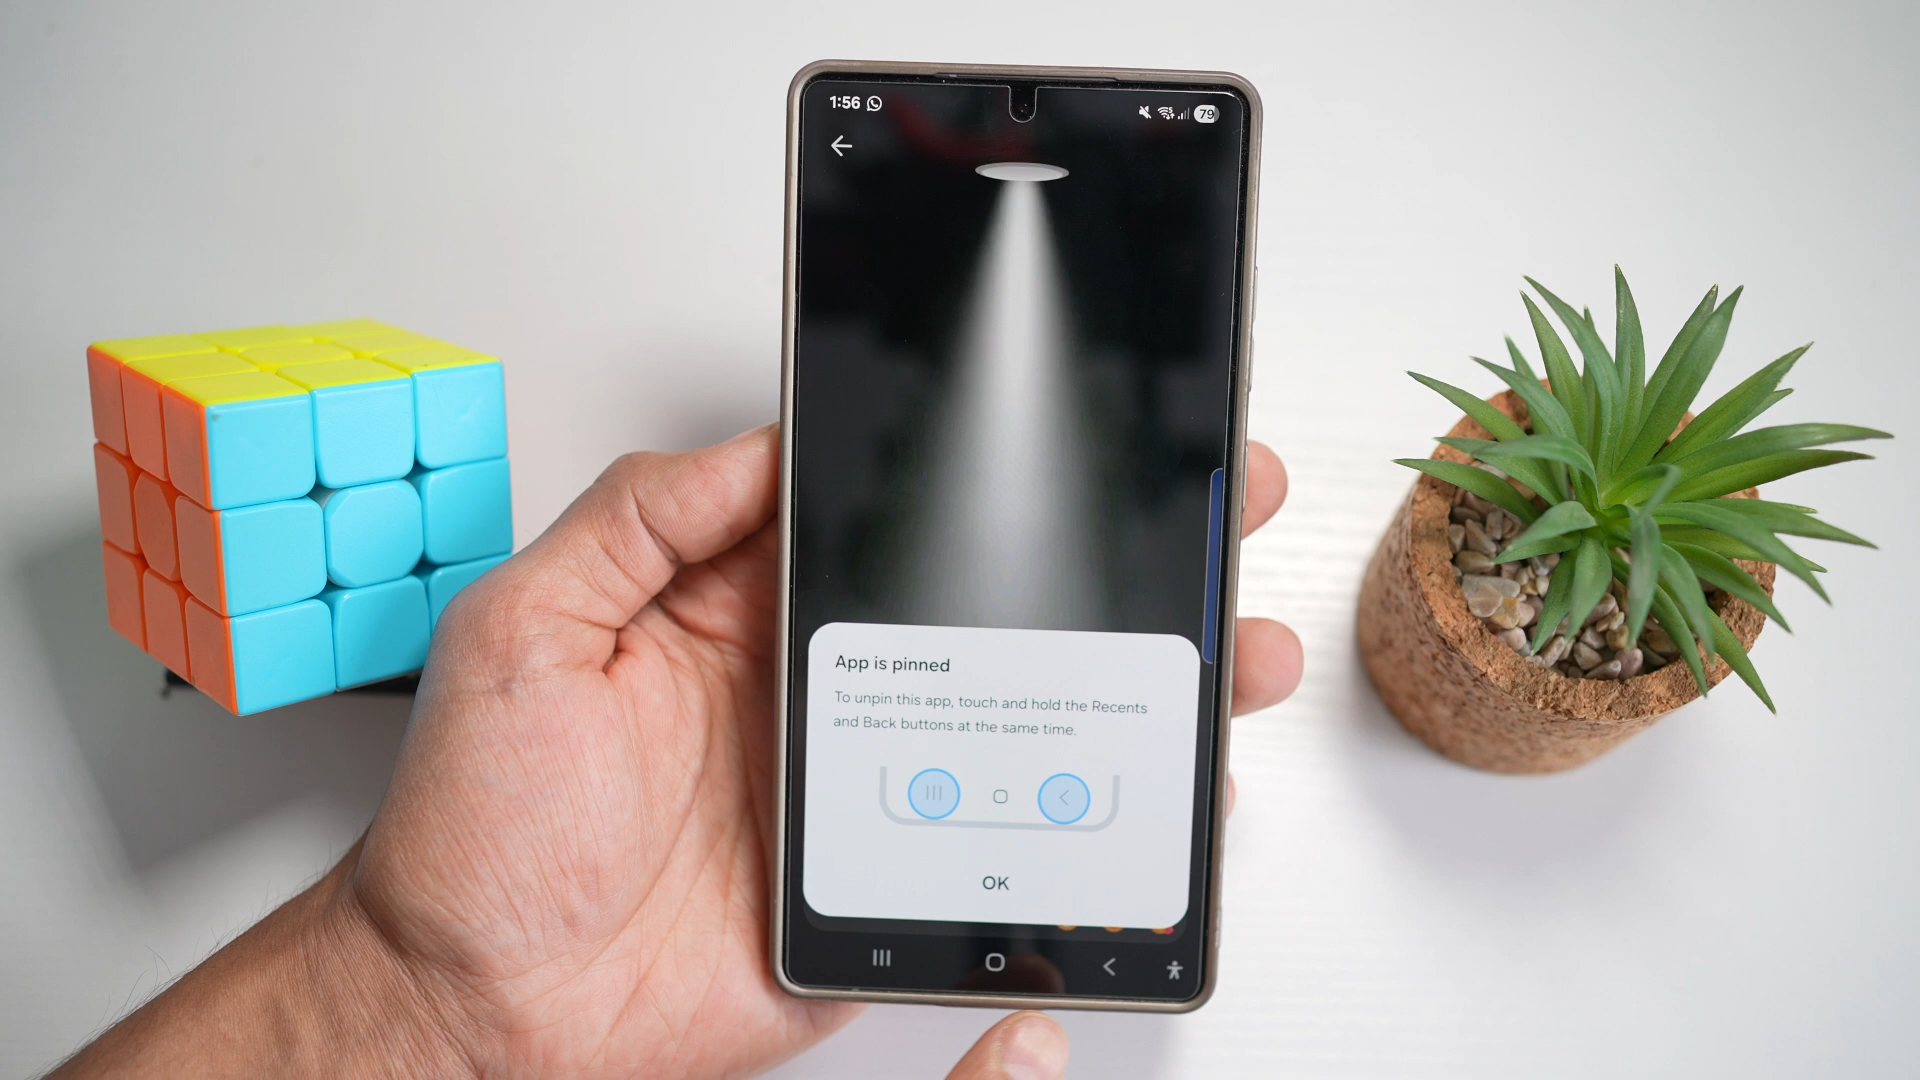 1:56
79
App is pinned
To unpin this app, touch and hold the Recents
and Back buttons at the same time.
OK